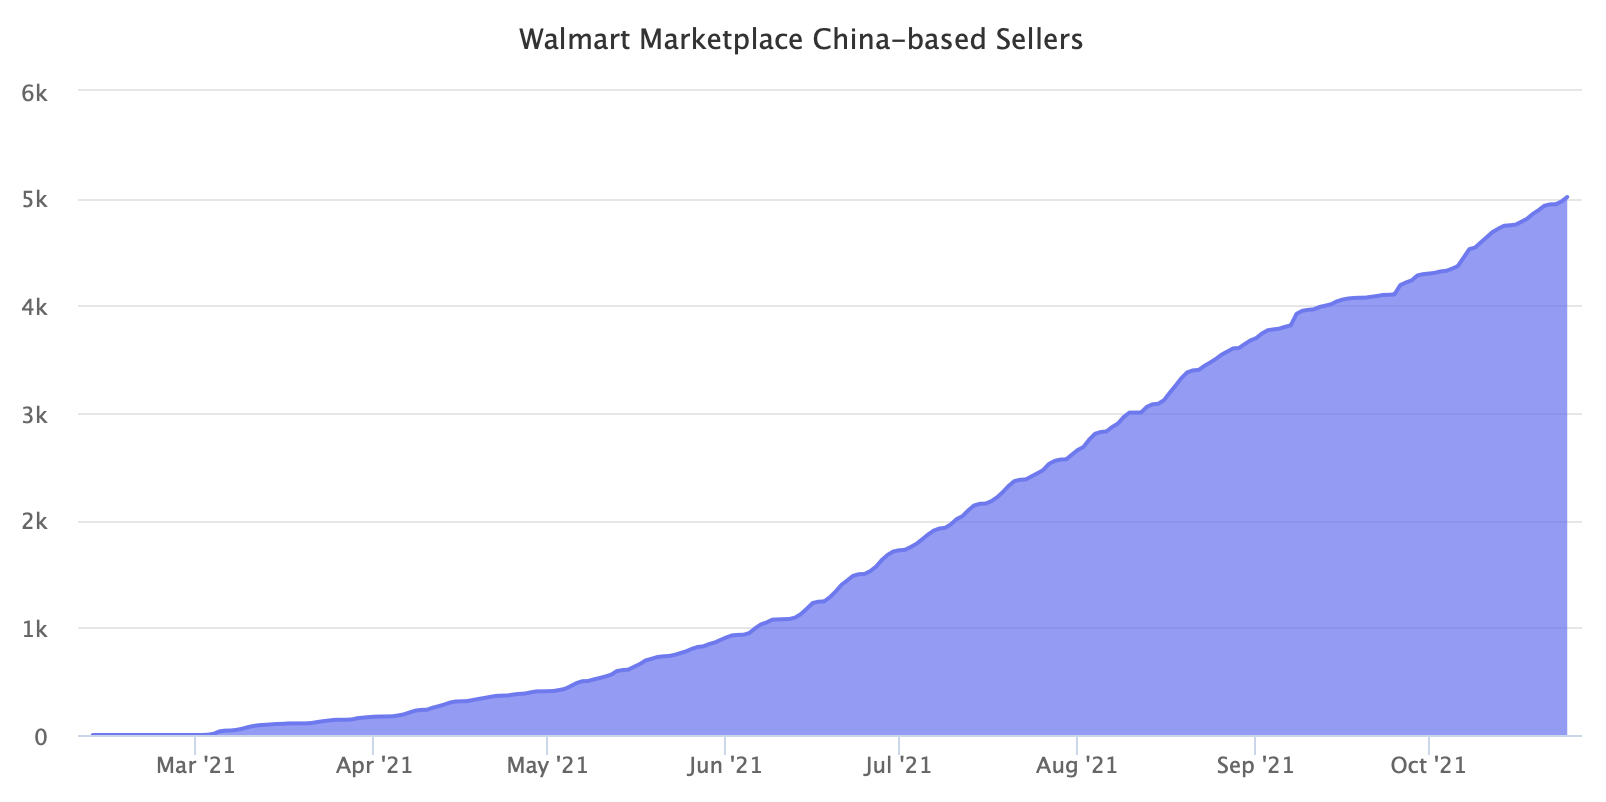 Walmart Marketplace China-based Sellers
6k
5k
4k
3k
2k
1k
0
Mar '21 Apr '21 May '21 Jun '21 Jul '21 Aug '21 Sep '21 Oct '21